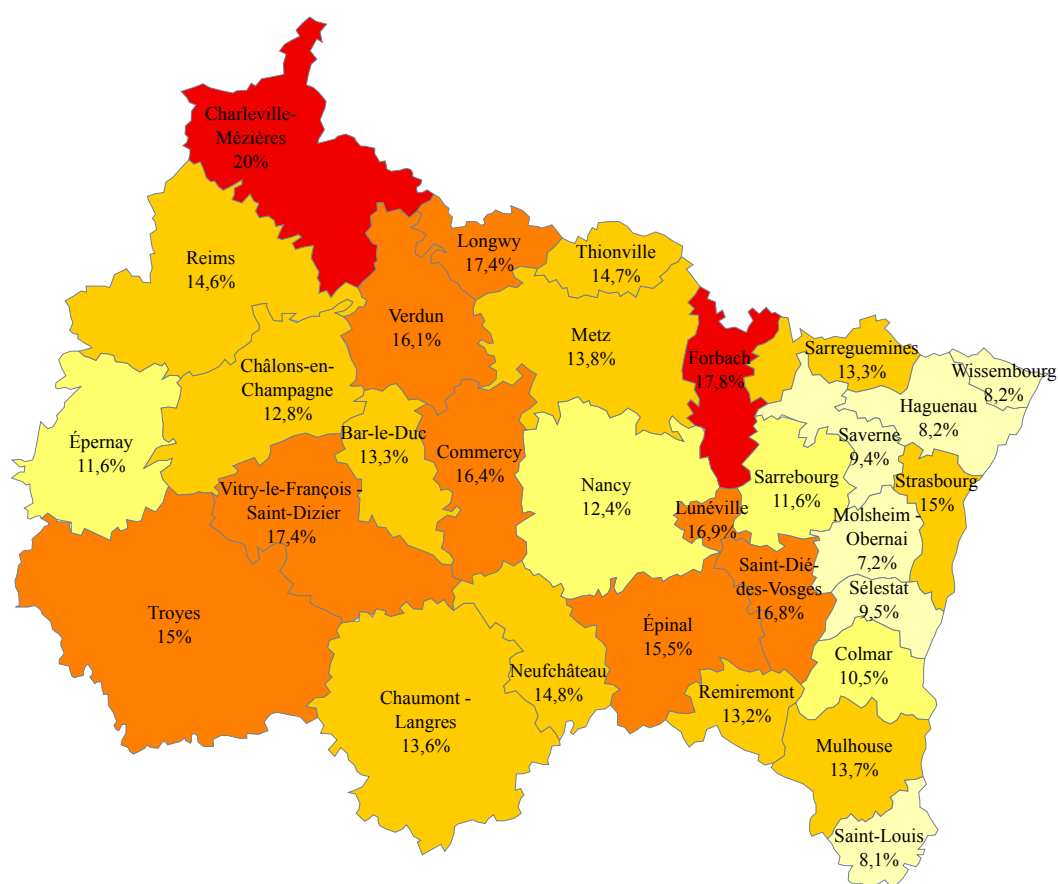 Charleville-
Mézières
20%
Reims
14,6%
Longwy
17,4%
Thionville
14,7%
Verdun
16,1%
Metz
13,8%
Forbach
17,8%
Sarreguemines
13,3%
Wissembourg
8,2%
Châlons-en-
Champagne
12,8%
Haguenau
8,2%
Épernay
11,6%
Bar-le-Duc
13,3%
Commercy
16,4%
Saverne
9,4%
Nancy
12,4%
Sarrebourg
11,6%
Strasbourg
15%
Vitry-le-François -
Saint-Dizier
17,4%
Lunéville
16,9%
Molsheim -
Obernai
7,2%
Saint-Dié-
des-Vosges
16,8%
Sélestat
9,5%
Troyes
15%
Épinal
15,5%
Colmar
10,5%
Neufchâteau
14,8%
Chaumont -
Langres
13,6%
Remiremont
13,2%
Mulhouse
13,7%
Saint-Louis
8,1%